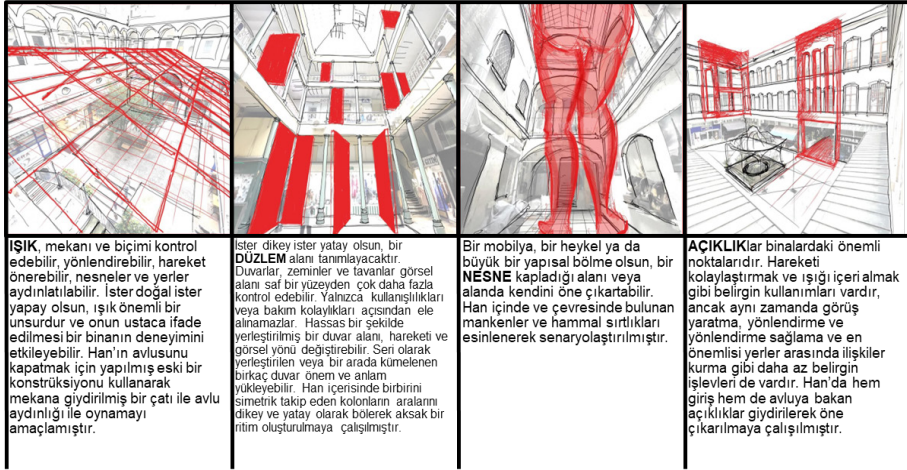 IŞIK, mekanı ve biçimi kontrol
edebilir, yönlendirebilir, hareket
önerebilir, nesneler ve yerler
aydınlatılabilir. İster doğal ister
yapay olsun, ışık önemli bir
unsurdur ve onun ustaca ifade
edilmesi bir binanın deneyimini
etkileyebilir. Han’ın avlusunu
kapatmak için yapılmış eski bir
konstrüksiyonu kullanarak
mekana giydirilmiş bir çatı ile avlu
aydınlığı ile oynamayı
amaçlamıştır.
İster dikey ister yatay olsun, bir
DÜZLEM alanı tanımlayacaktır.
Duvarlar, zeminler ve tavanlar görsel
alanı saf bir yüzeyden çok daha fazla
kontrol edebilir. Yalnızca kullanışlılıkları
veya bakım kolaylıkları açısından ele
alınamazlar. Hassas bir şekilde
yerleştirilmiş bir duvar alanı, hareketi ve
görsel yönü değiştirebilir. Seri olarak
yerleştirilen veya bir arada kümelenen
birkaç duvar önem ve anlam
yükleyebilir. Han içerisinde birbirini
simetrik takip eden kolonların aralarını
dikey ve yatay olarak bölerek aksak bir
ritim oluşturulmaya çalışılmıştır.
Bir mobilya, bir heykel ya da
büyük bir yapısal bölme olsun, bir
NESNE kapladığı alanı veya
alanda kendini öne çıkartabilir.
Han içinde ve çevresinde bulunan
mankenler ve hammal sırtlıkları
esinlenerek senaryolaştırılmıştır.
AÇIKLIKlar binalardaki önemli
noktalarıdır. Hareketi
kolaylaştırmak ve ışığı içeri almak
gibi belirgin kullanımları vardır,
ancak aynı zamanda görüş
yaratma, yönlendirme ve
yönlendirme sağlama ve en
önemlisi yerler arasında ilişkiler
kurma gibi daha az belirgin
işlevleri de vardır. Han’da hem
giriş hem de avluya bakan
açıklıklar giydirilerek öne
çıkarılmaya çalışılmıştır.